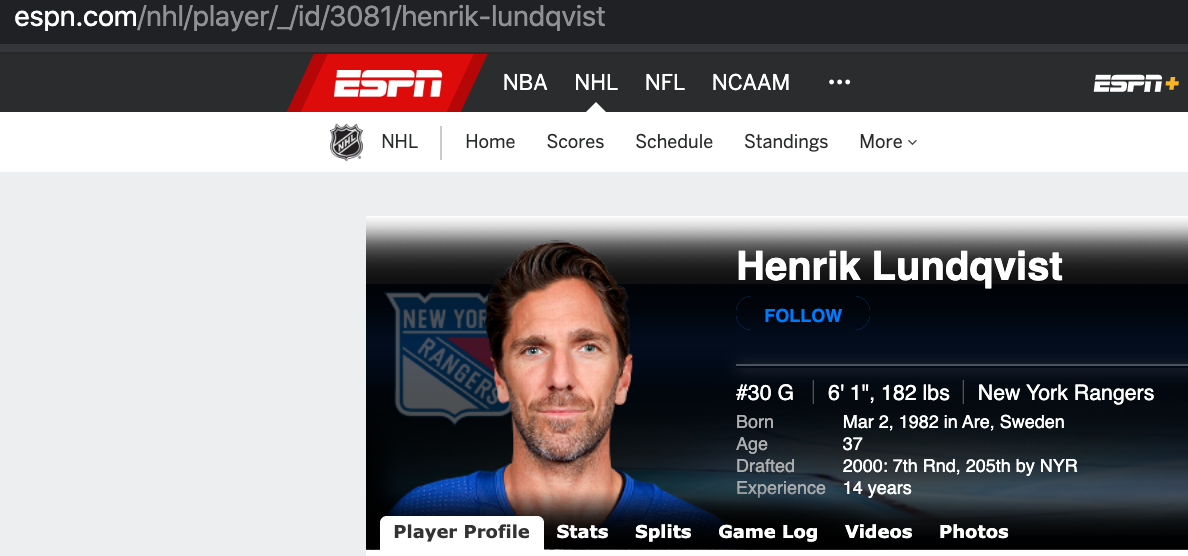 espn.com/nhl/player/_/id/3081/henrik-lundqvist
ESPN NBA NHL NFL NCAAM ••• ESPN+
NHL NHL Home Scores Schedule Standings More
Henrik Lundqvist
FOLLOW
NEW YOR
RANGERS
#30 G 6' 1", 182 lbs New York Rangers
Born Mar 2, 1982 in Are, Sweden
Age 37
Drafted 2000: 7th Rnd, 205th by NYR
Experience 14 years
Player Profile Stats Splits Game Log Videos Photos